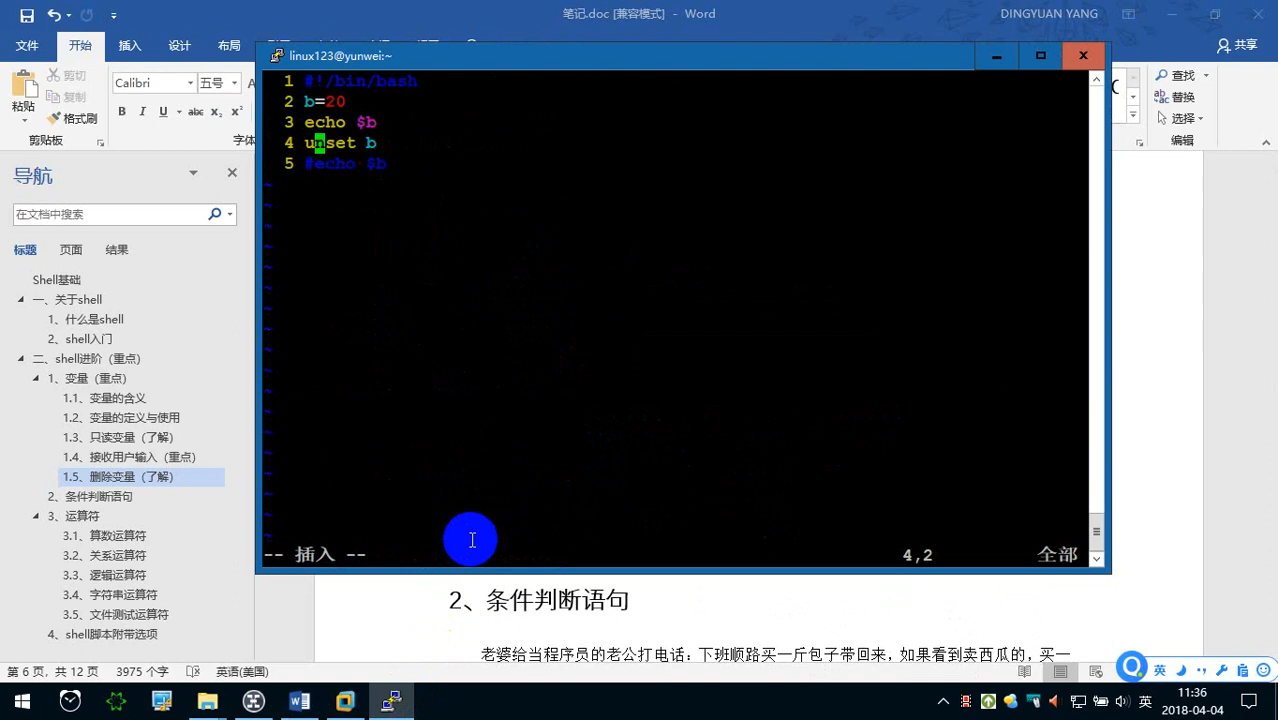 笔记.doc [兼容模式] - Word
DINGYUAN YANG
文件
开始
插入
设计
布局
共享
粘贴
剪切
复制
格式刷
剪贴板
Calibri
五号
B I U abc x₂ x²
字体
查找
替换
选择
编辑
导航
在文档中搜索
标题 页面 结果
Shell基础
一、关于shell
1、什么是shell
2、shell入门
二、shell进阶（重点）
1、变量（重点）
1.1、变量的含义
1.2、变量的定义与使用
1.3、只读变量（了解）
1.4、接收用户输入（重点）
1.5、删除变量（了解）
2、条件判断语句
3、运算符
3.1、算数运算符
3.2、关系运算符
3.3、逻辑运算符
3.4、字符串运算符
3.5、文件测试运算符
4、shell脚本附带选项
linux123@yunwei:~
1 #!/bin/bash
2 b=20
3 echo $b
4 unset b
5 #echo $b
-- 插入 --
4,2
全部
2、条件判断语句
老婆给当程序员的老公打电话：下班顺路买一斤包子带回来，如果看到卖西瓜的，买一
第 6 页，共 12 页
3975 个字
英语(美国)
英
英
11:36
2018-04-04